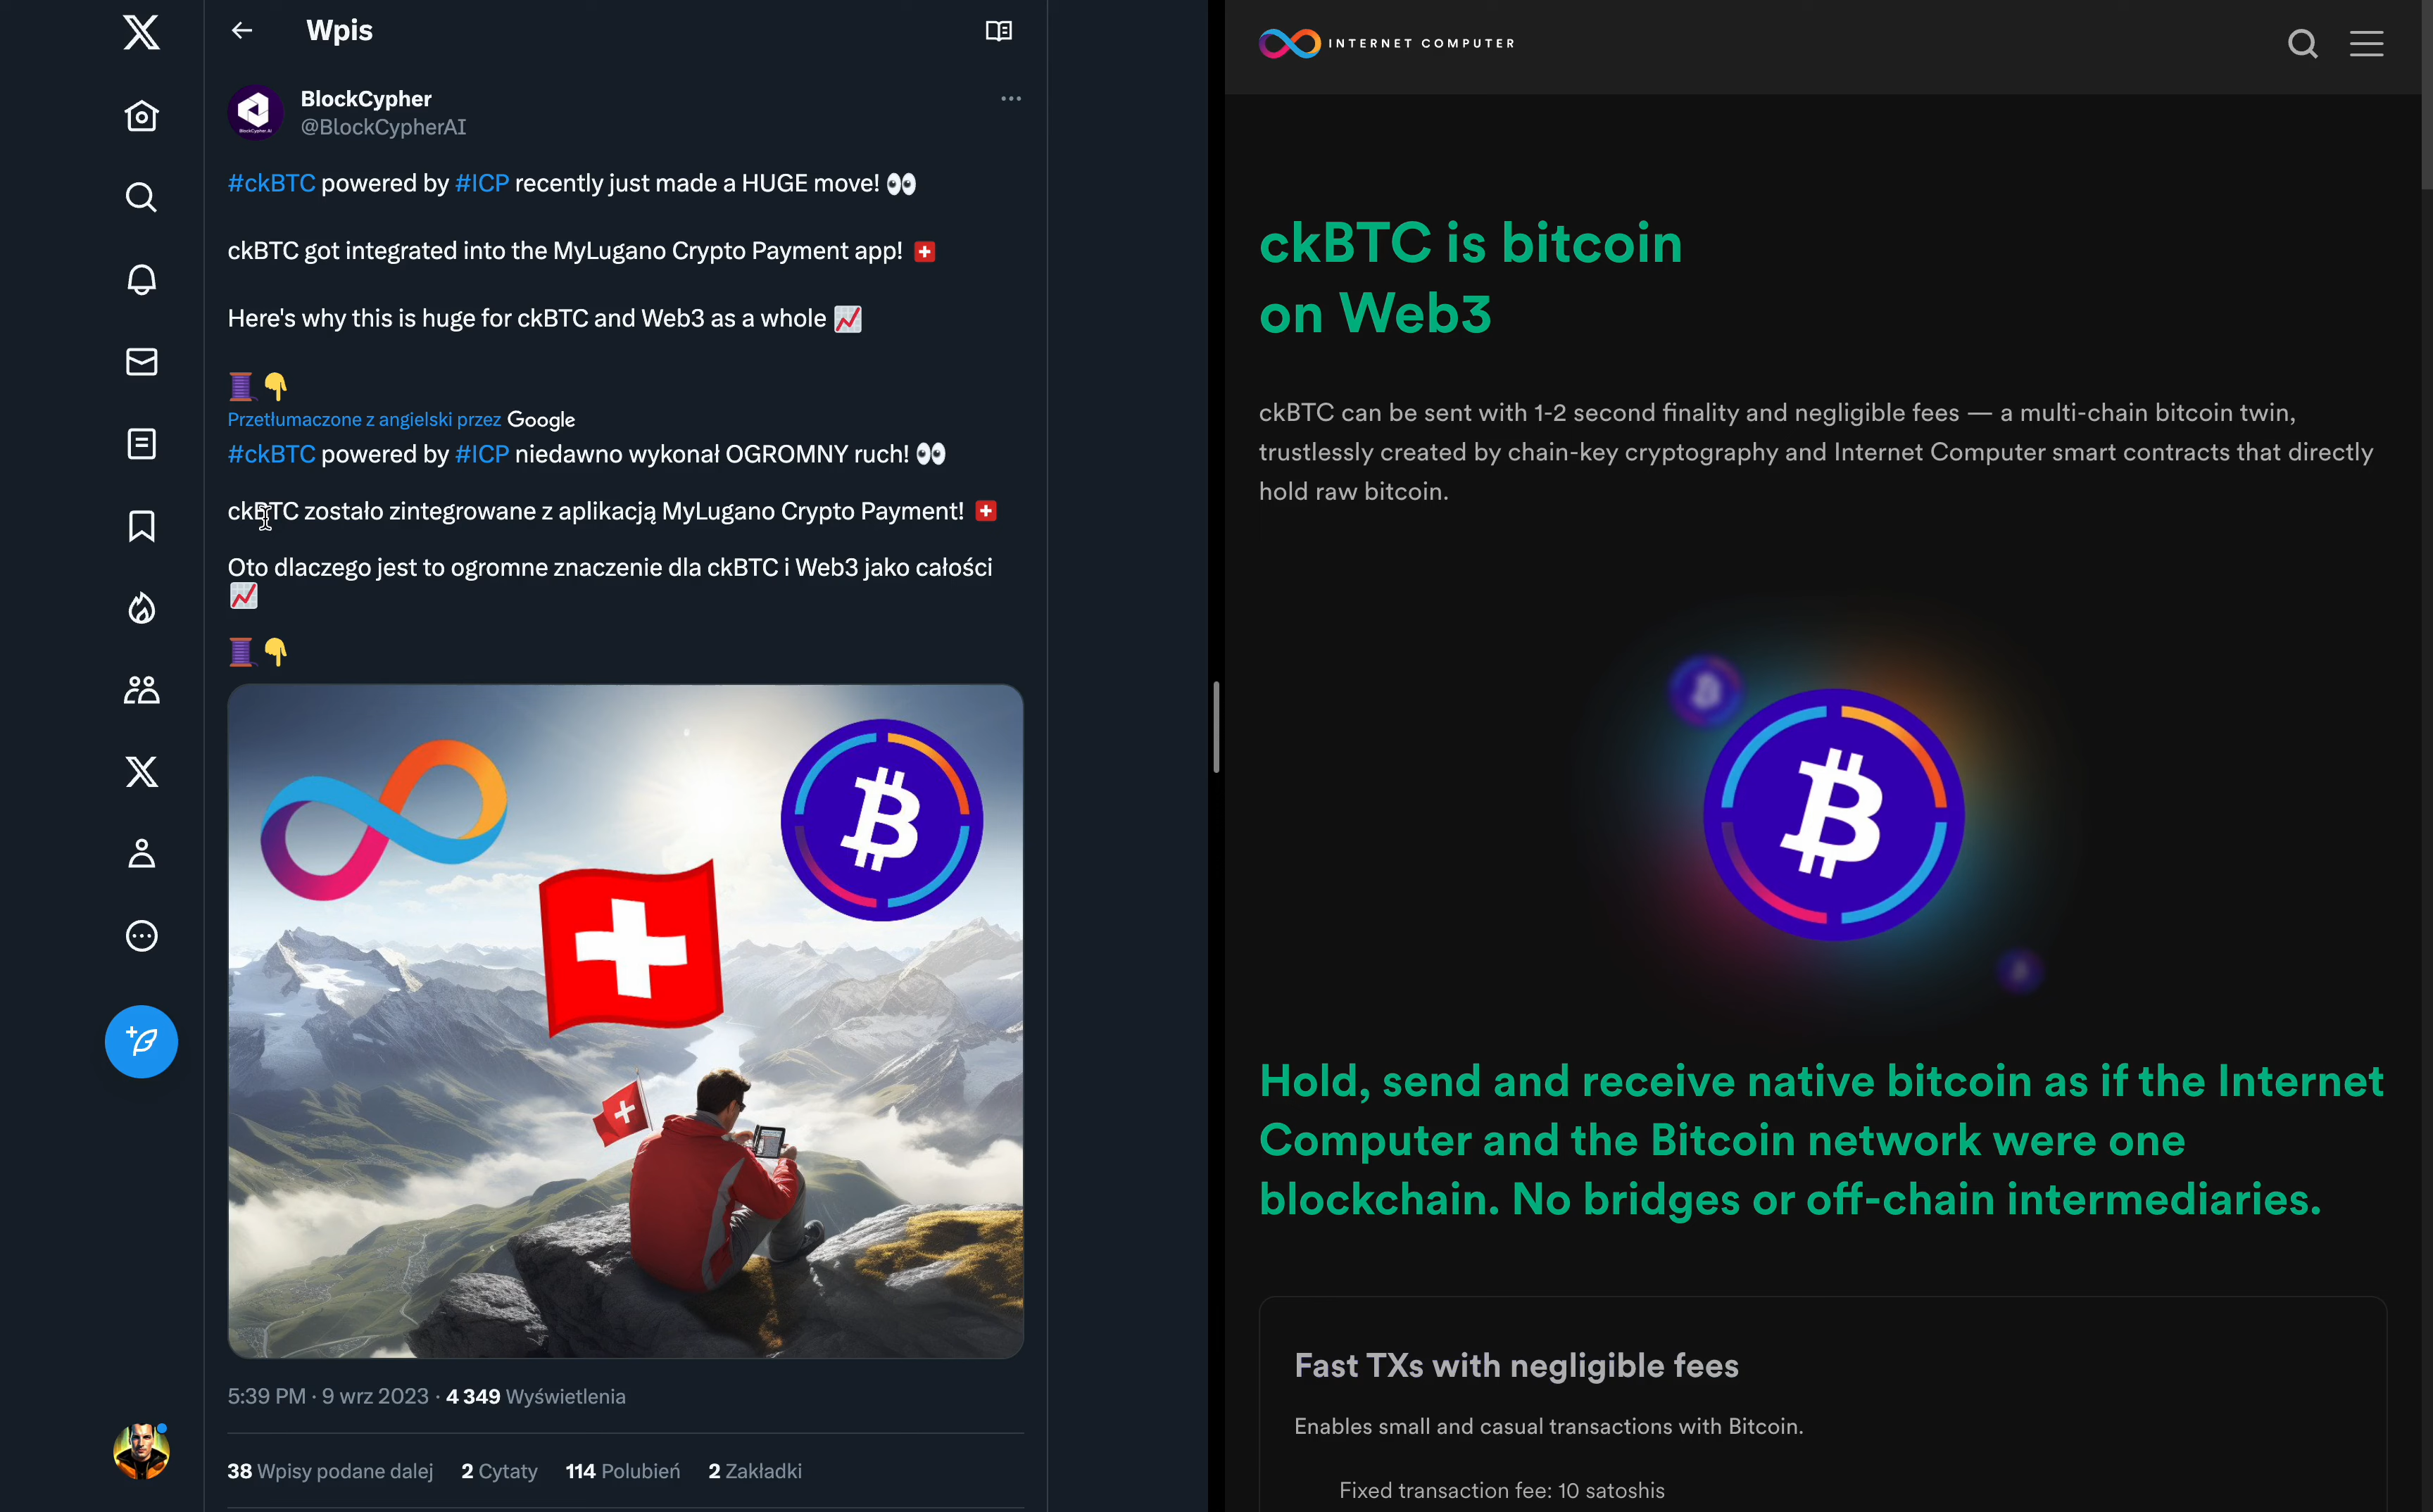 Wpis
BlockCypher
@BlockCypherAI
#ckBTC powered by #ICP recently just made a HUGE move! 👀
ckBTC got integrated into the MyLugano Crypto Payment app! 🇨🇭
Here's why this is huge for ckBTC and Web3 as a whole 📈
🧵👇
Przetłumaczone z angielski przez Google
#ckBTC powered by #ICP niedawno wykonał OGROMNY ruch! 👀
ckBTC zostało zintegrowane z aplikacją MyLugano Crypto Payment! 🇨🇭
Oto dlaczego jest to ogromne znaczenie dla ckBTC i Web3 jako całości
📈
🧵👇
5:39 PM · 9 wrz 2023 · 4 349 Wyświetlenia
38 Wpisy podane dalej 2 Cytaty 114 Polubień 2 Zakładki
INTERNET COMPUTER
ckBTC is bitcoin
on Web3
ckBTC can be sent with 1-2 second finality and negligible fees — a multi-chain bitcoin twin,
trustlessly created by chain-key cryptography and Internet Computer smart contracts that directly
hold raw bitcoin.
Hold, send and receive native bitcoin as if the Internet
Computer and the Bitcoin network were one
blockchain. No bridges or off-chain intermediaries.
Fast TXs with negligible fees
Enables small and casual transactions with Bitcoin.
Fixed transaction fee: 10 satoshis